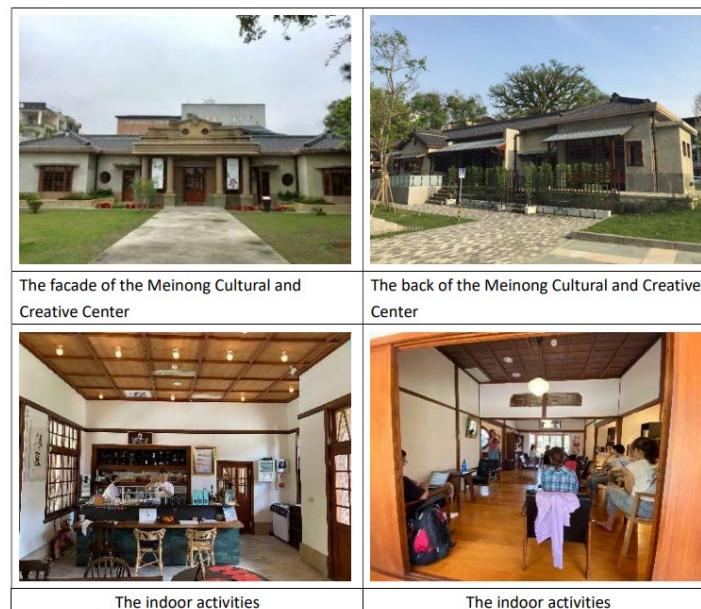 The facade of the Meinong Cultural and
Creative Center
The back of the Meinong Cultural and Creative
Center
The indoor activities
The indoor activities